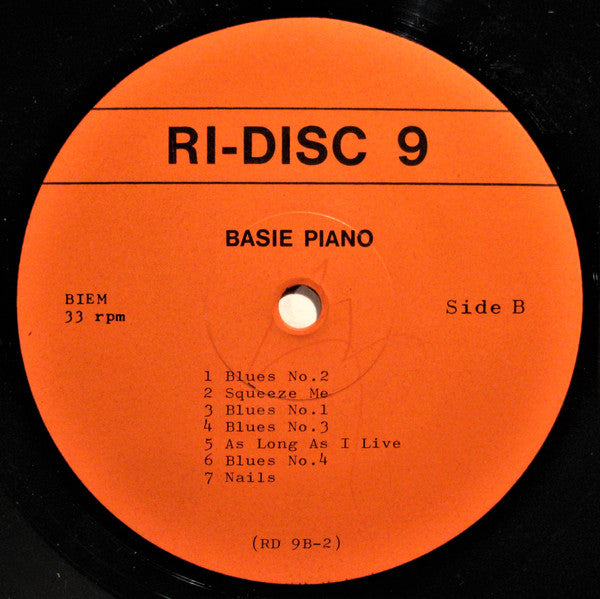 RI-DISC 9
BASIE PIANO
BIEM
33 rpm
Side B
1 Blues No.2
2 Squeeze Me
3 Blues No.1
4 Blues No.3
5 As Long As I Live
6 Blues No.4
7 Nails
(RD 9B-2)